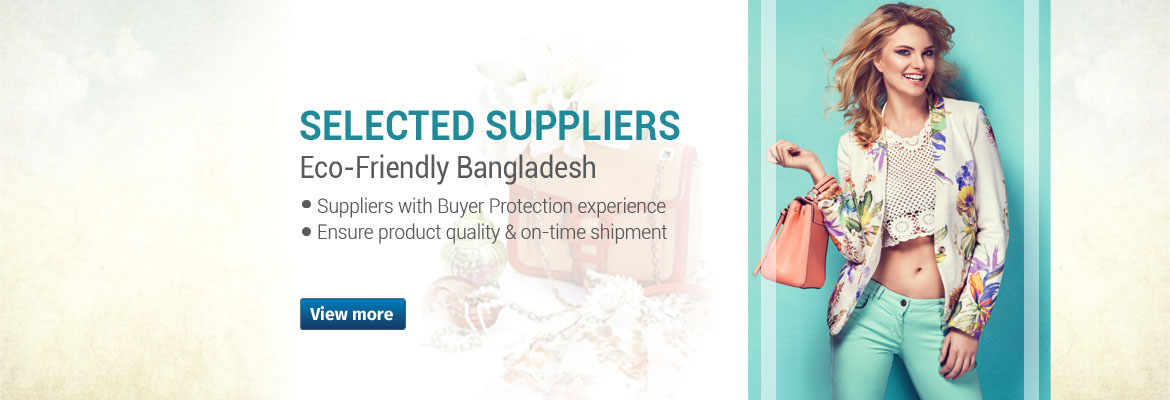 SELECTED SUPPLIERS
Eco-Friendly Bangladesh
• Suppliers with Buyer Protection experience
• Ensure product quality & on-time shipment
View more